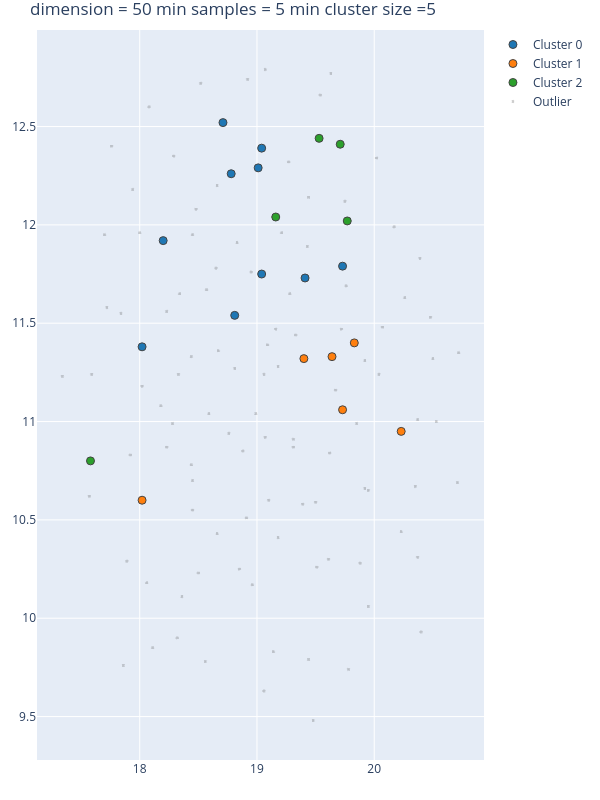 dimension = 50 min samples = 5 min cluster size =5
Cluster 0
Cluster 1
Cluster 2
Outlier
12.5
12
11.5
11
10.5
10
9.5
18
19
20